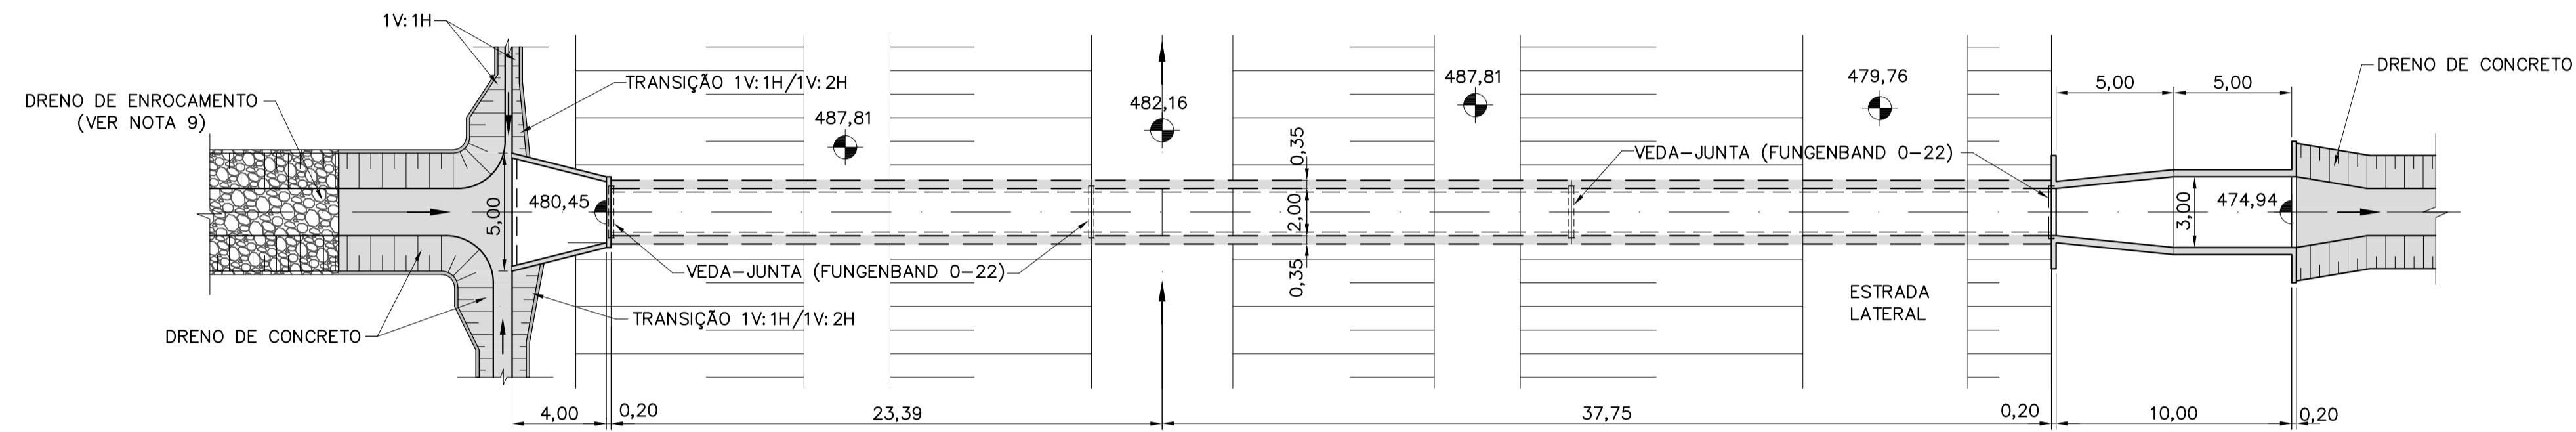 1V:1H
DRENO DE ENROCAMENTO
(VER NOTA 9)
TRANSIÇÃO 1V:1H/1V:2H
487,81
482,16
487,81
479,76
5,00
5,00
DRENO DE CONCRETO
0,35
2,00
0,35
VEDA-JUNTA (FUNGENBAND 0-22)
480,45
5,00
3,00
474,94
VEDA-JUNTA (FUNGENBAND 0-22)
ESTRADA
LATERAL
TRANSIÇÃO 1V:1H/1V:2H
DRENO DE CONCRETO
4,00
0,20
23,39
37,75
0,20
10,00
0,20